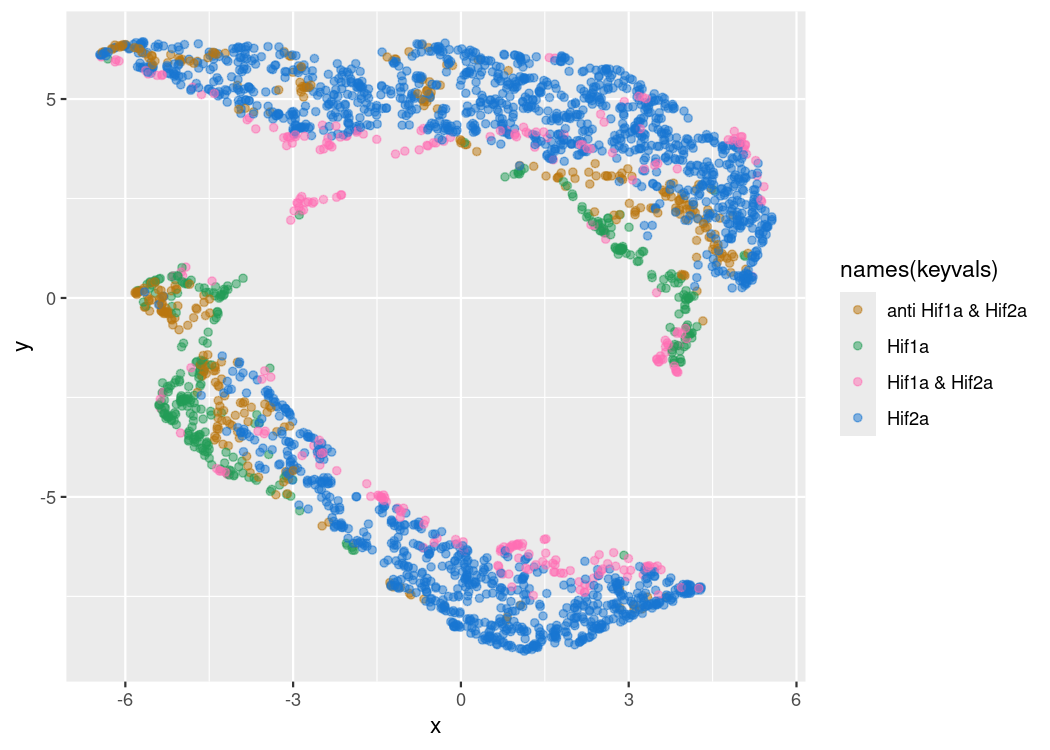 5
0
-5
y
-6
-3
0
3
6
x
names(keyvals)
anti Hif1a & Hif2a
Hif1a
Hif1a & Hif2a
Hif2a